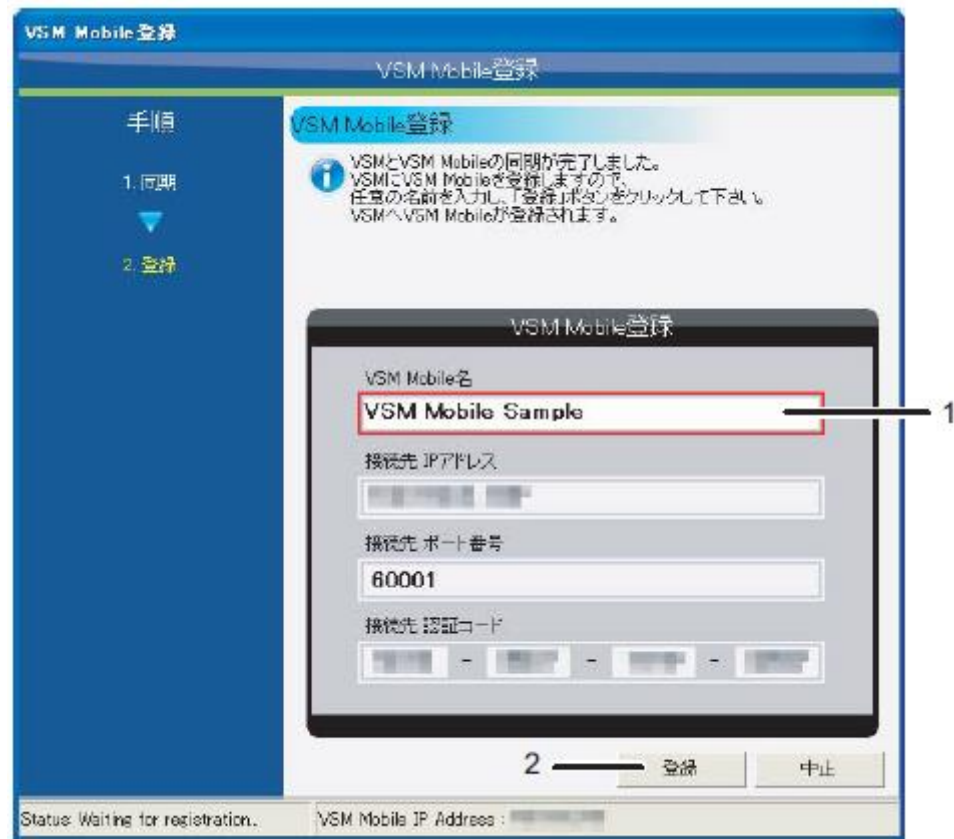 VSM Mobile登録
VSM Mobile登録
手順
1. 同期
2. 登録
VSM Mobile登録
VSMとVSM Mobileの同期が完了しました。
VSMにVSM Mobileを登録しますので、
任意の名前を入力し、「登録」ボタンをクリックして下さい。
VSMへVSM Mobileが登録されます。
VSM Mobile登録
VSM Mobile名
VSM Mobile Sample
1
接続先 IPアドレス
接続先 ポート番号
60001
接続先 認証コード
- - -
2
登録
中止
Status: Waiting for registration..
VSM Mobile IP Address :